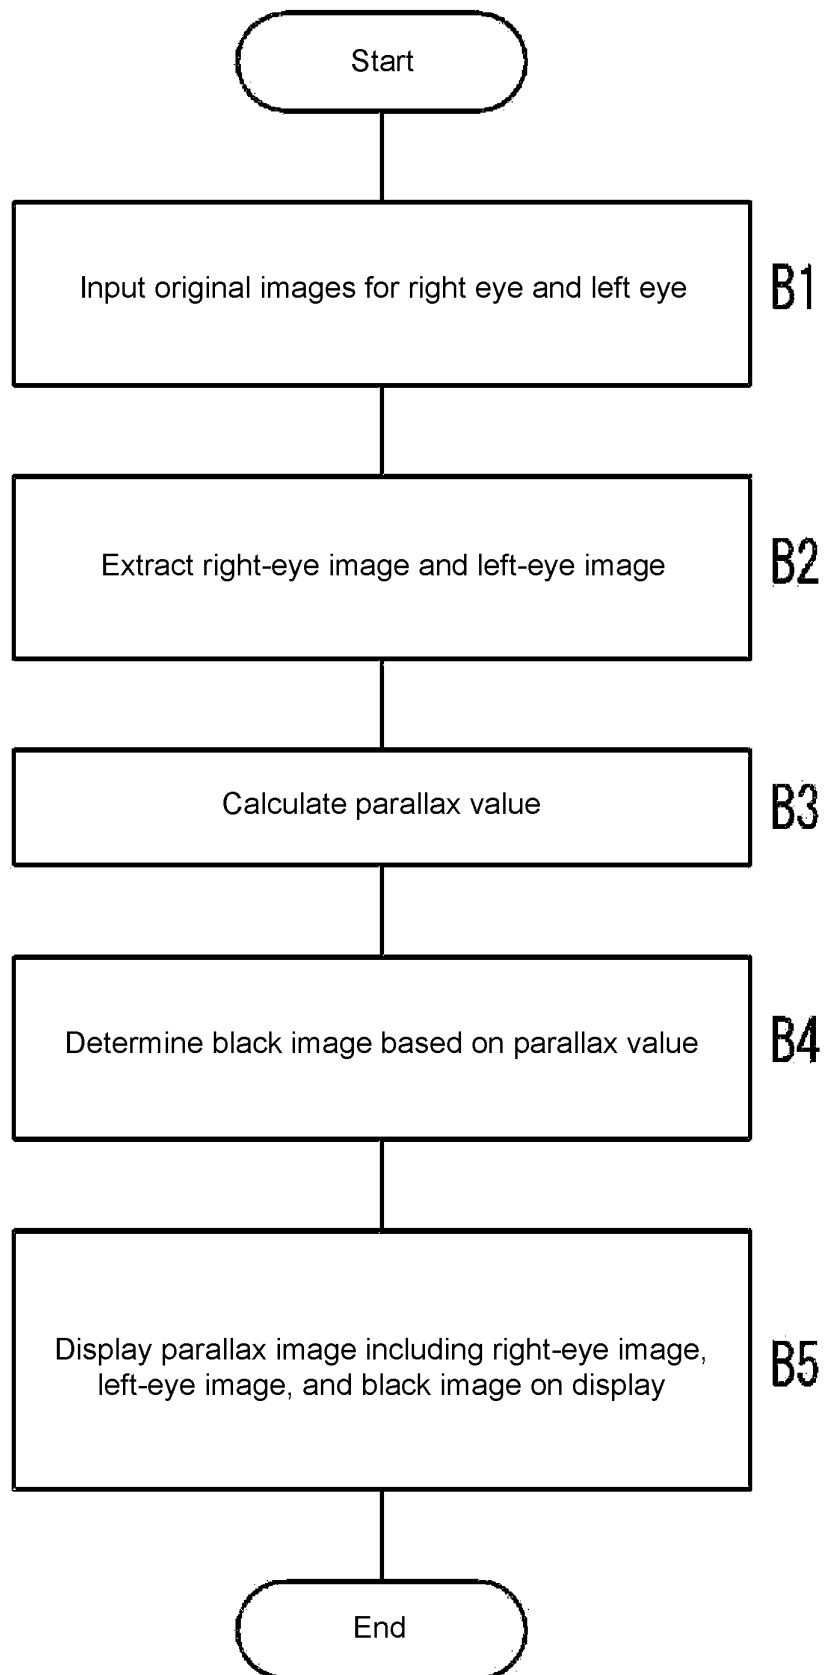 Start
Input original images for right eye and left eye
B1
Extract right-eye image and left-eye image
B2
Calculate parallax value
B3
Determine black image based on parallax value
B4
Display parallax image including right-eye image,
left-eye image, and black image on display
B5
End